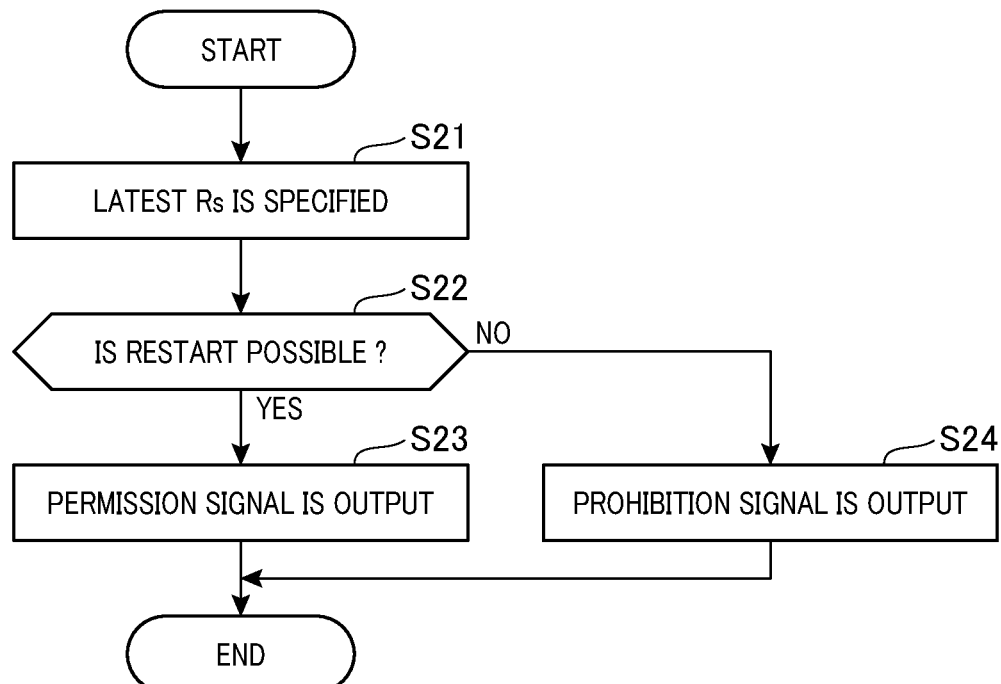 START
S21
LATEST Rs IS SPECIFIED
S22
IS RESTART POSSIBLE ?
NO
YES
S23
PERMISSION SIGNAL IS OUTPUT
S24
PROHIBITION SIGNAL IS OUTPUT
END